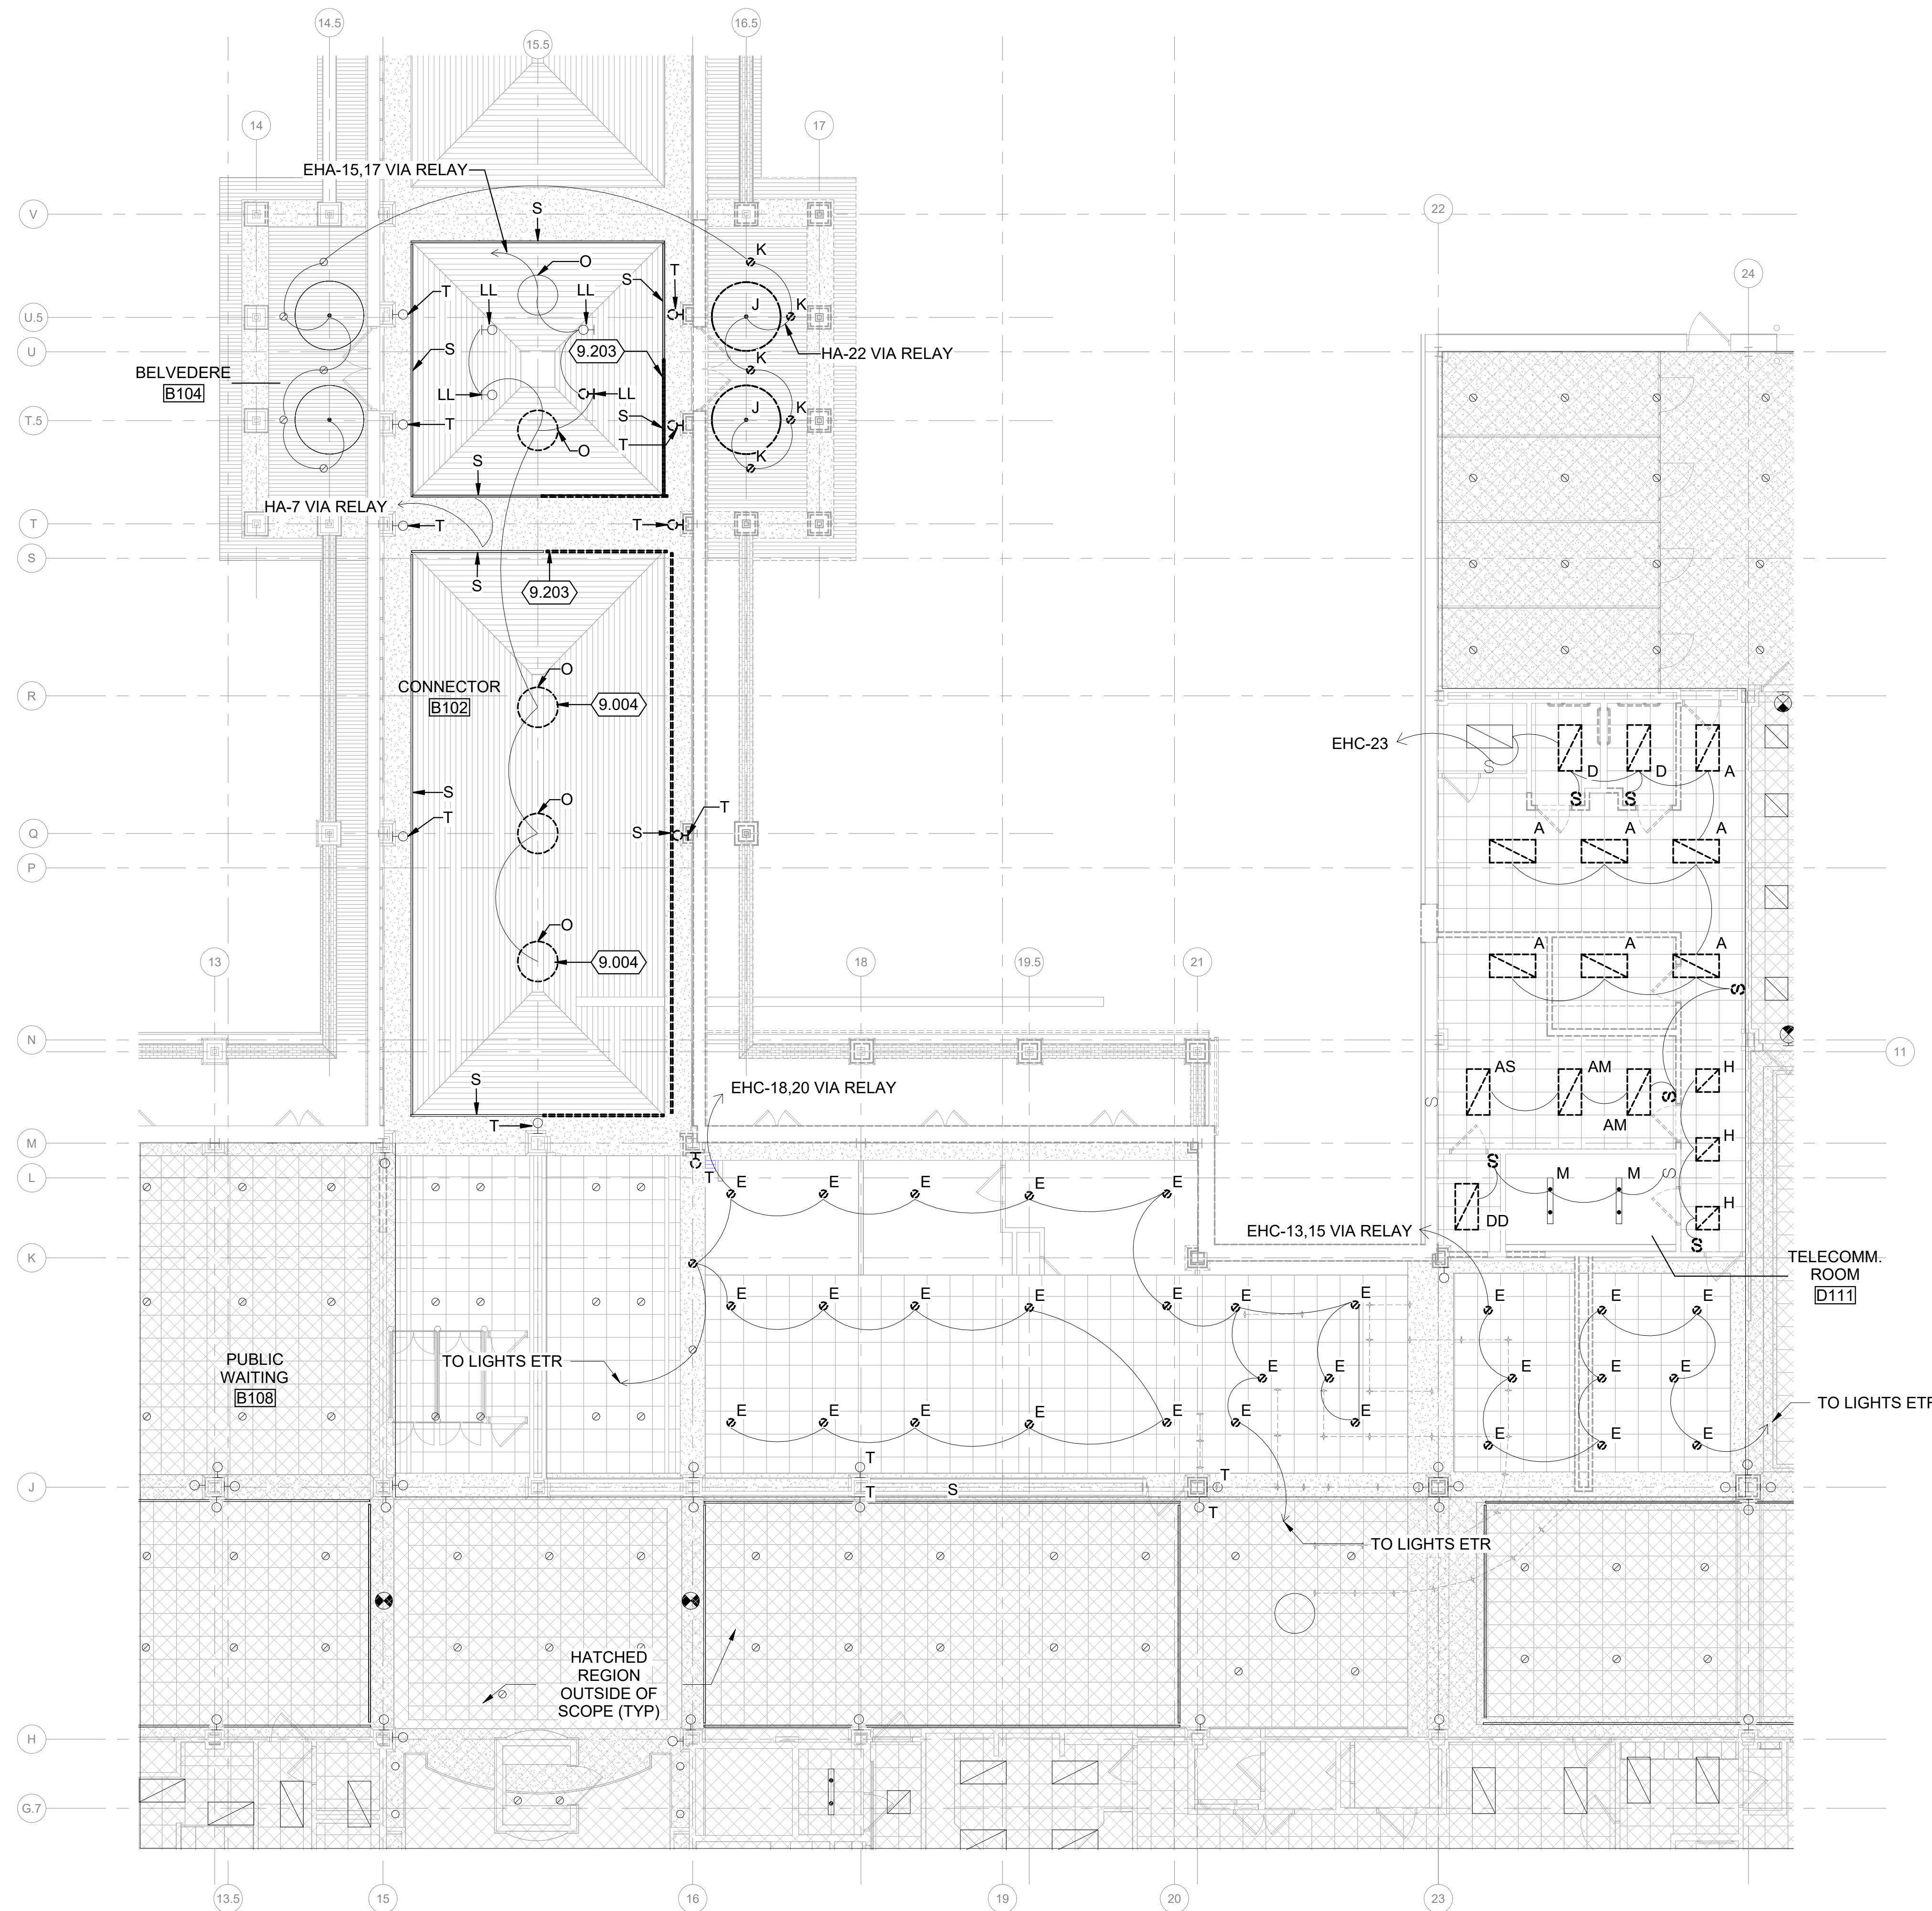 14.5
16.5
15.5
14
17
EHA-15,17 VIA RELAY
V
S
22
K
O
24
T
S
T
LL
LL
J
K
U.5
S
9.203
HA-22 VIA RELAY
U
K
BELVEDERE
B104
LL
LL
J
K
S
T.5
T
T
O
S
K
HA-7 VIA RELAY
T
T
T
S
S
9.203
O
CONNECTOR
B102
9.004
R
EHC-23
S
D
D
A
S
S
S
O
T
T
Q
S
A
A
A
P
O
A
A
A
9.004
13
18
19.5
21
S
N
11
S
AS
AM
H
EHC-18,20 VIA RELAY
S
S
T
AM
M
H
S
T
M
M
S
L
E
E
E
E
E
H
DD
EHC-13,15 VIA RELAY
S
K
TELECOMM.
ROOM
D111
E
E
E
E
E
E
E
E
E
E
PUBLIC
WAITING
B108
TO LIGHTS ETR
E
E
E
E
E
TO LIGHTS ETR
E
E
E
E
E
E
E
E
E
E
T
T
J
T
S
T
TO LIGHTS ETR
HATCHED
REGION
OUTSIDE OF
SCOPE (TYP)
H
G.7
13.5
15
16
19
20
23